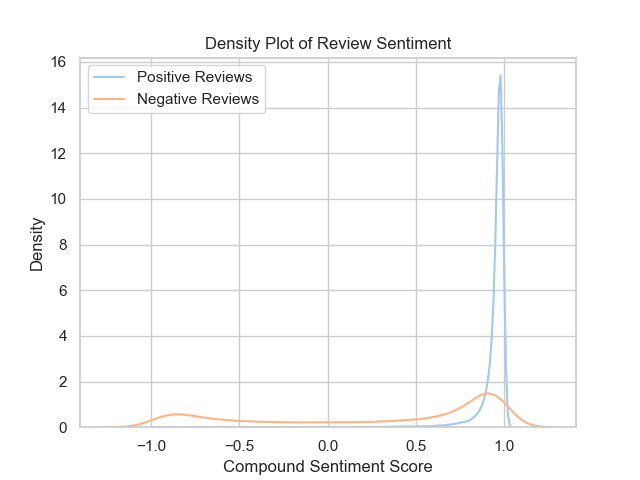 Density Plot of Review Sentiment
Positive Reviews
Negative Reviews
Density
16
14
12
10
8
6
4
2
0
−1.0 −0.5 0.0 0.5 1.0
Compound Sentiment Score